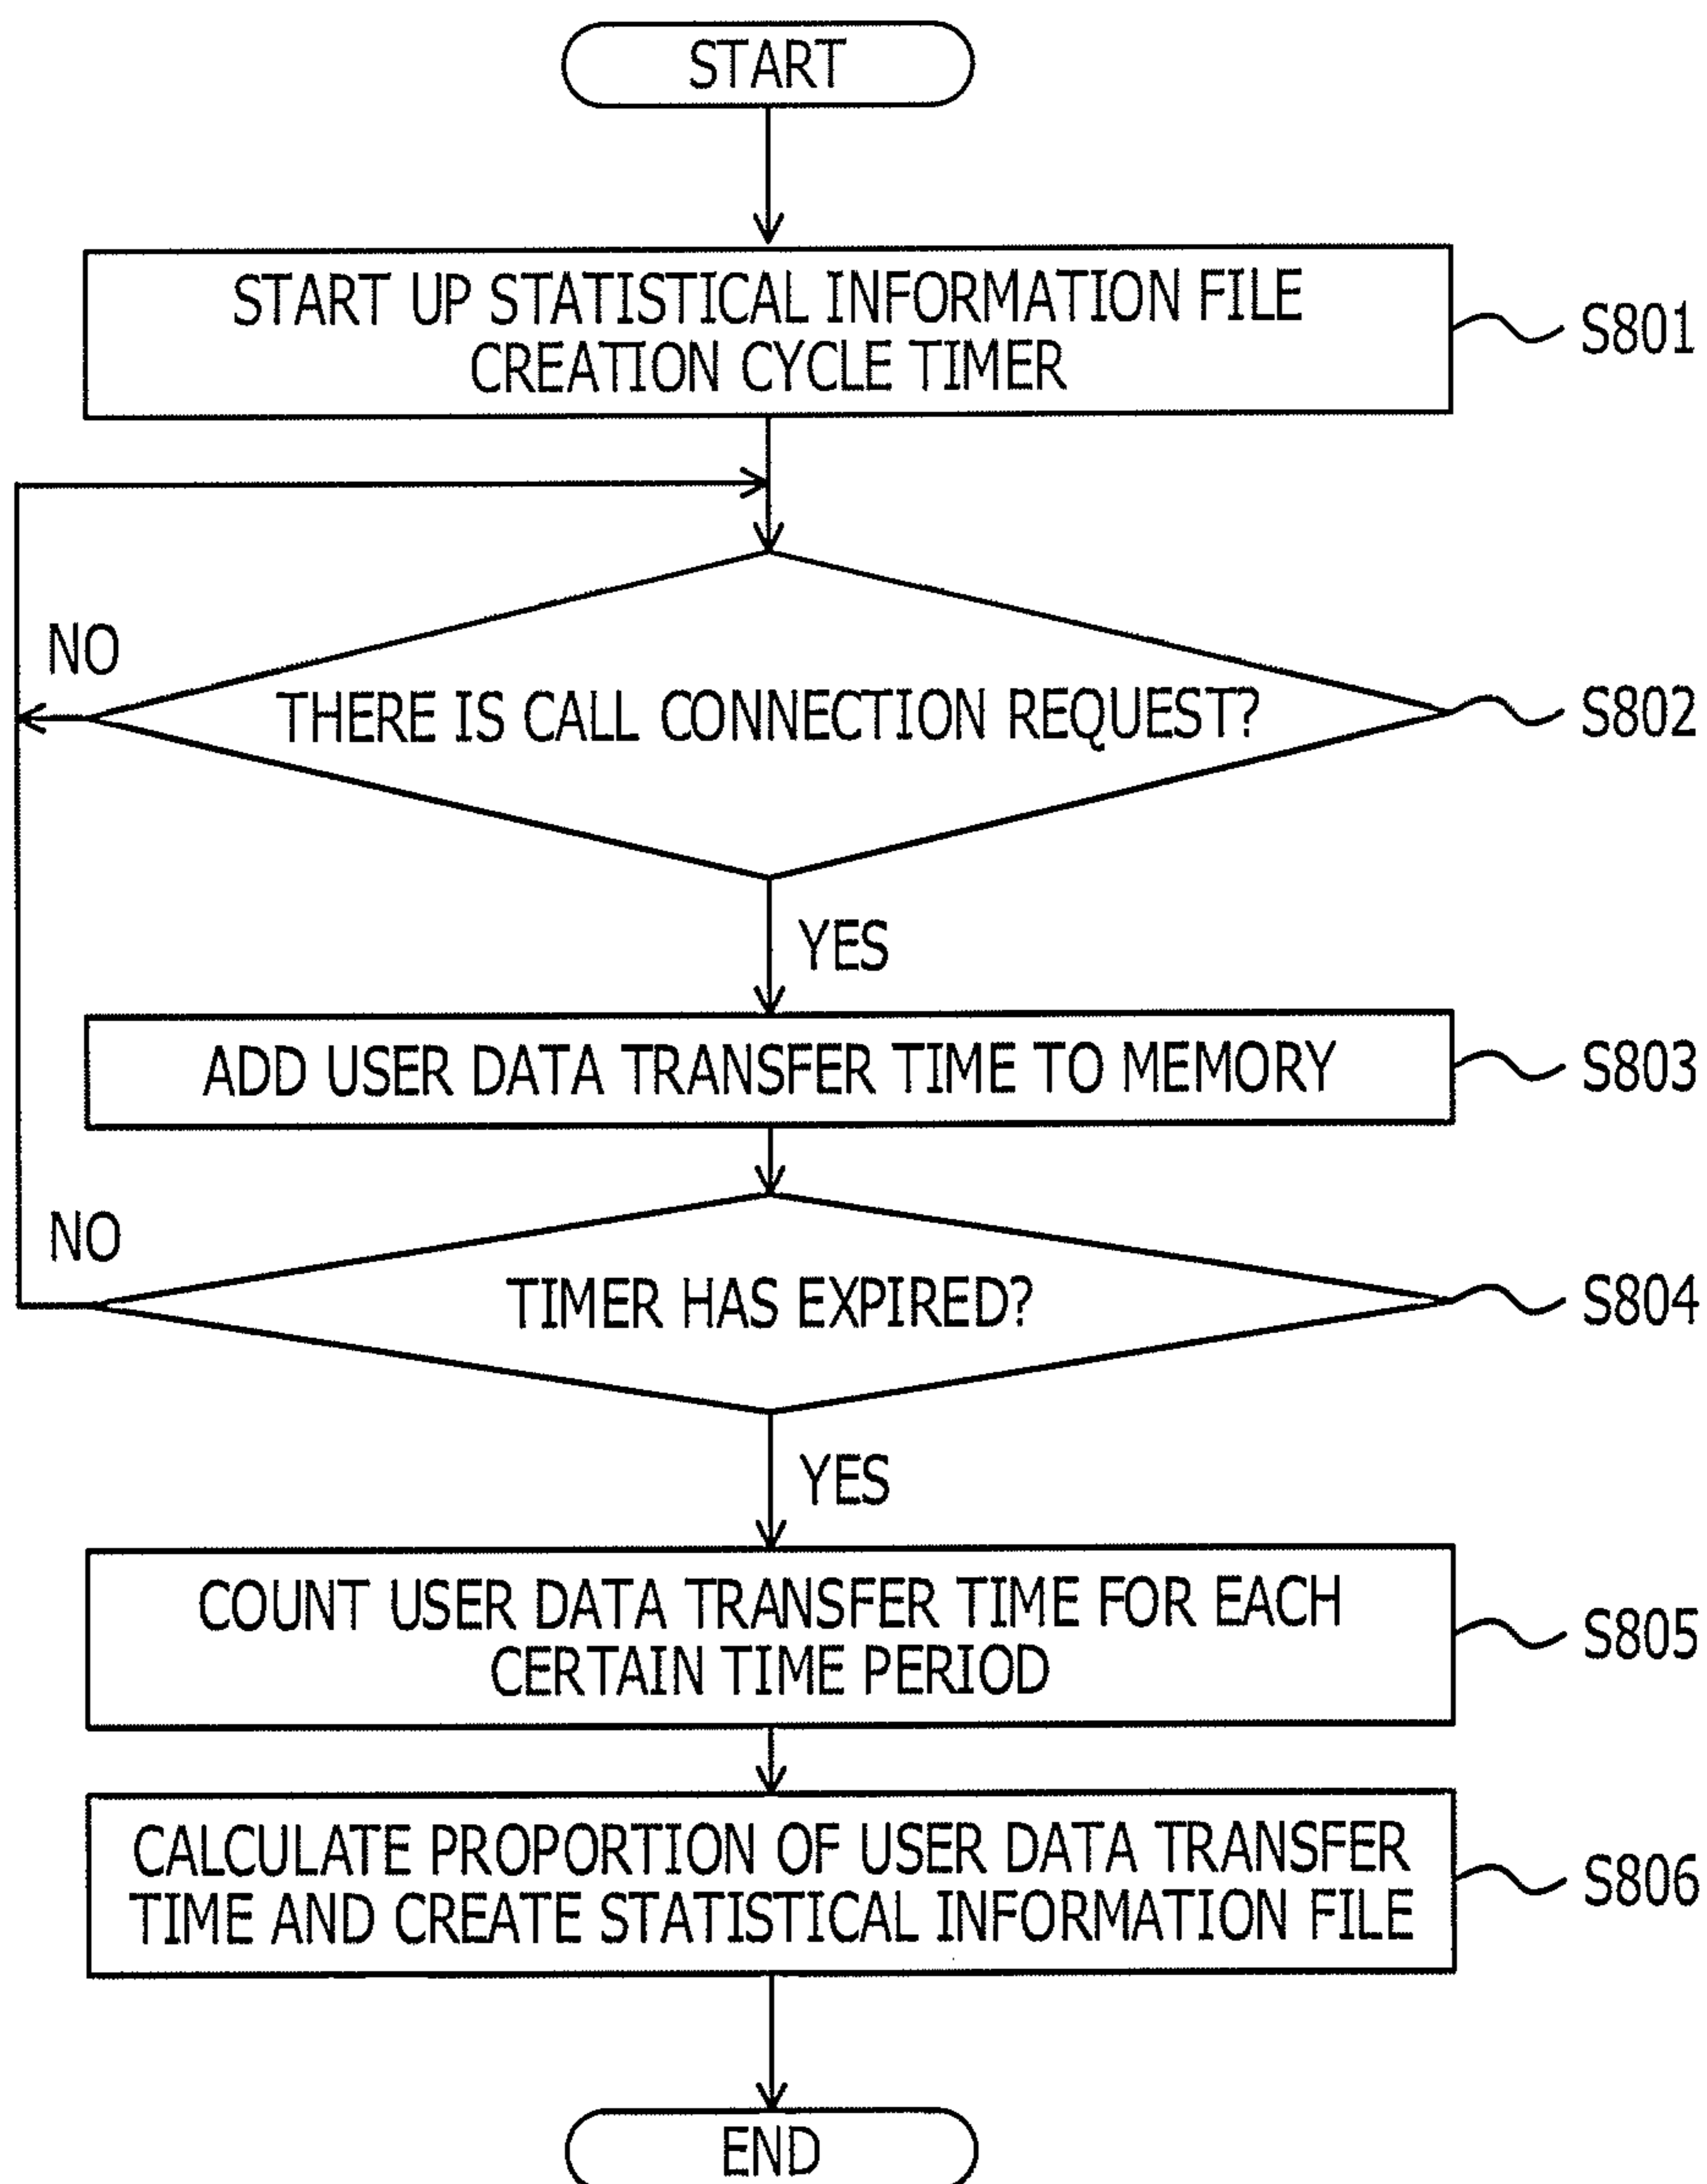 START
START UP STATISTICAL INFORMATION FILE
CREATION CYCLE TIMER
S801
NO
THERE IS CALL CONNECTION REQUEST?
S802
YES
ADD USER DATA TRANSFER TIME TO MEMORY
S803
NO
TIMER HAS EXPIRED?
S804
YES
COUNT USER DATA TRANSFER TIME FOR EACH
CERTAIN TIME PERIOD
S805
CALCULATE PROPORTION OF USER DATA TRANSFER
TIME AND CREATE STATISTICAL INFORMATION FILE
S806
END